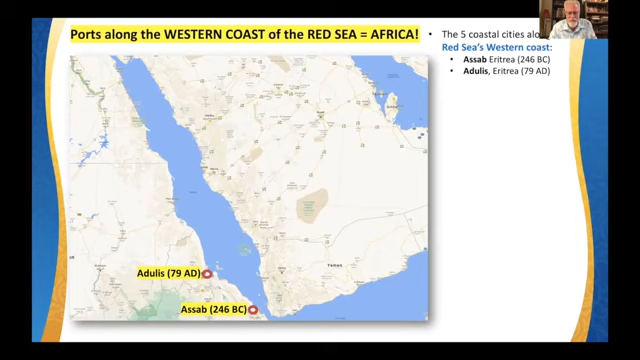 Ports along the WESTERN COAST of the RED SEA = AFRICA!
• The 5 coastal cities
Red Sea's Western coast:
• Assab Eritrea (246 BC)
• Adulis, Eritrea (79 AD)
Yemen
Adulis (79 AD)
Assab (246 BC)